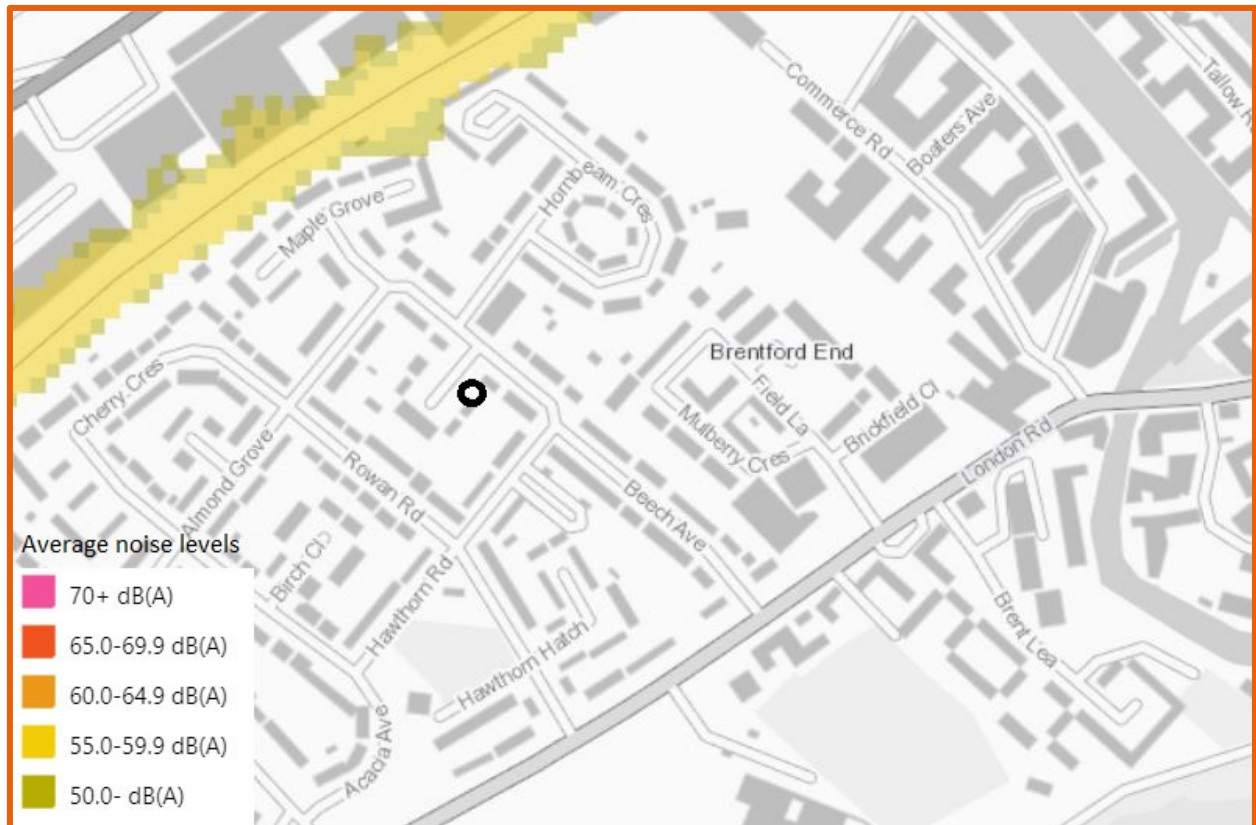 Commerce Rd
Boaters Ave
Tallow R
Hornbeam Cres
Maple Grove
Brentford End
Cherry Cres
Field La
Mulberry Cres
Brickfield Cl
London Rd
Almond Grove
Rowan Rd
Beech Ave
Birch Cl
Hawthorn Rd
Brent Lea
Hawthorn Hatch
Acacia Ave
Average noise levels
70+ dB(A)
65.0-69.9 dB(A)
60.0-64.9 dB(A)
55.0-59.9 dB(A)
50.0- dB(A)